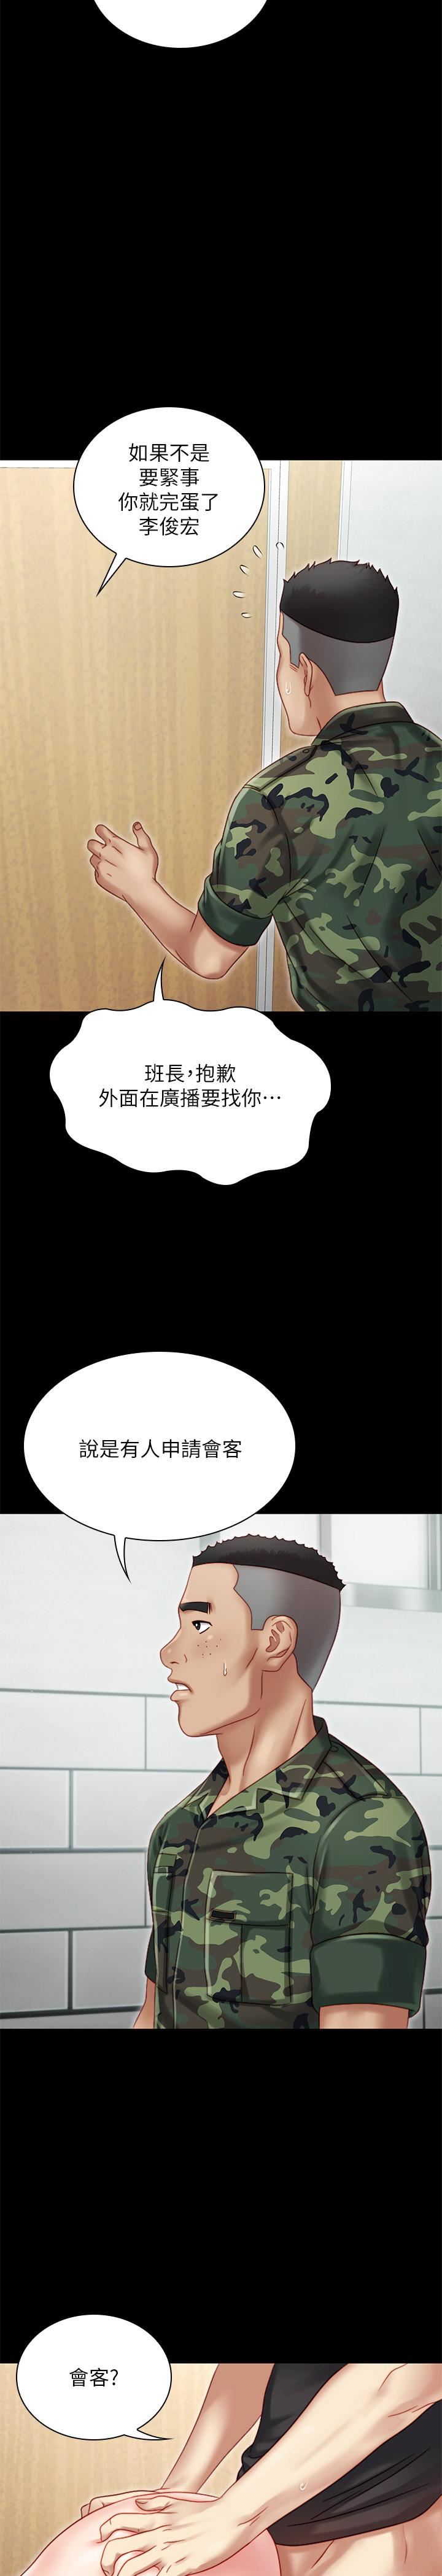 如果不是
要緊事
你就完蛋了
李俊宏
班長，抱歉
外面在廣播要找你⋯
說是有人申請會客
會客?